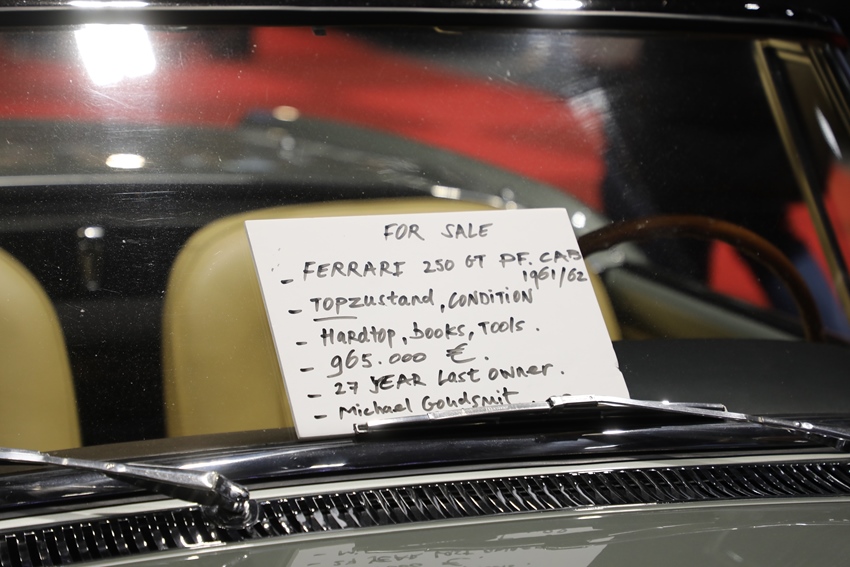 FOR SALE
- FERRARI 250 GT PF. CAB
1961/62
- TOPZUstand, CONDITION
- Hardtop, books, Tools.
- 965.000 €.
- 27 YEAR Last OWNER.
- Michael Goudsmit